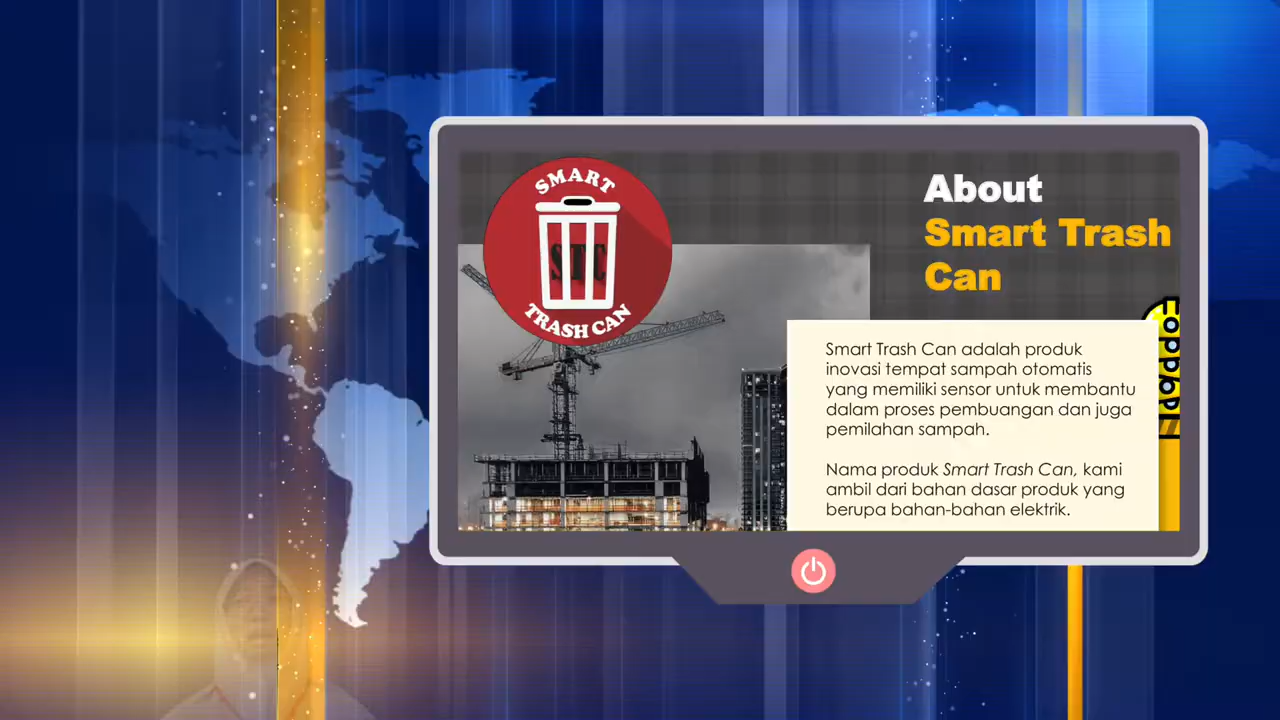 SMART
STC
TRASH CAN
About
Smart Trash
Can
Smart Trash Can adalah produk
inovasi tempat sampah otomatis
yang memiliki sensor untuk membantu
dalam proses pembuangan dan juga
pemilahan sampah.
Nama produk Smart Trash Can, kami
ambil dari bahan dasar produk yang
berupa bahan-bahan elektrik.